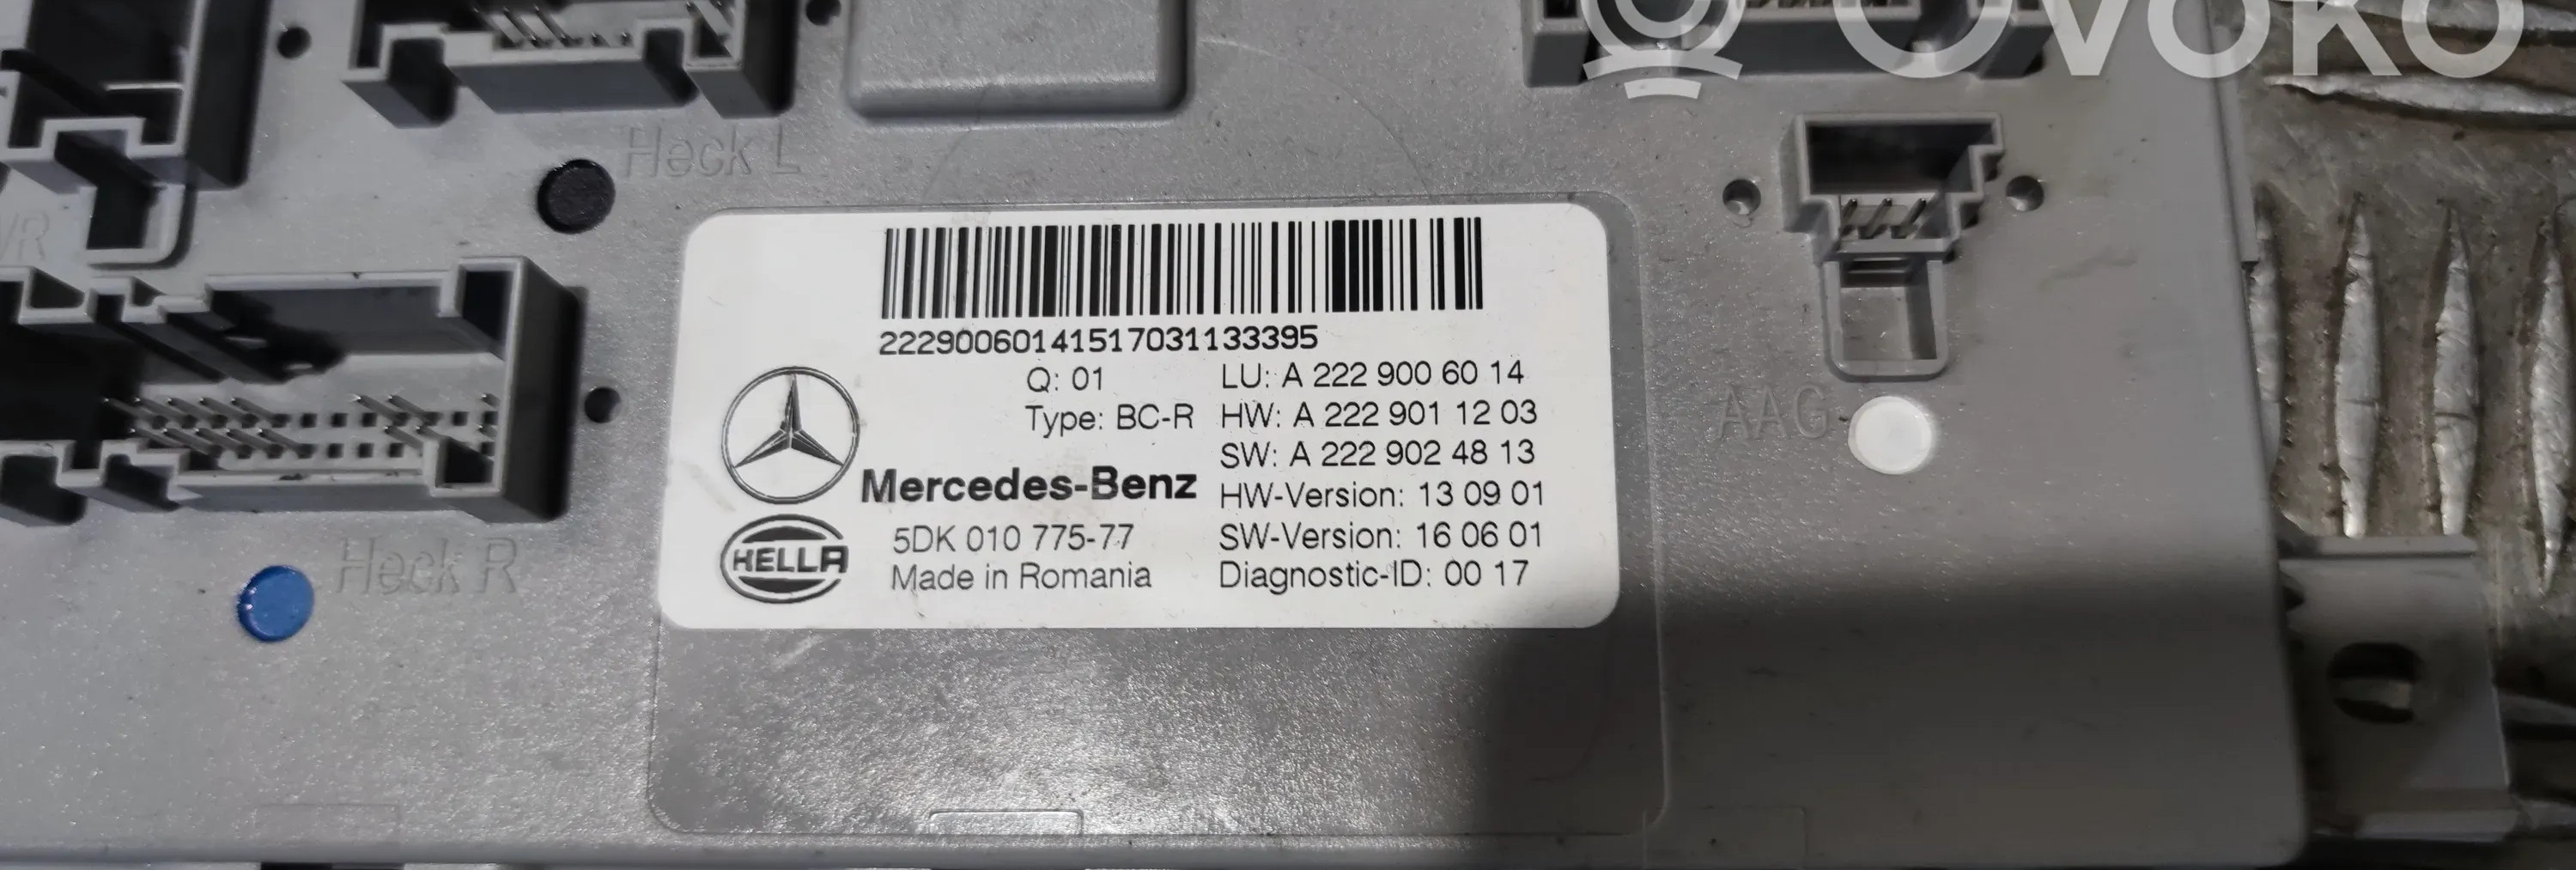 OVOKO
Heck L
VR
22290060141517031133395
Q: 01
LU: A 222 900 60 14
Type: BC-R
HW: A 222 901 12 03
SW: A 222 902 48 13
Mercedes-Benz
HW-Version: 13 09 01
HELLA
5DK 010 775-77
SW-Version: 16 06 01
Made in Romania
Diagnostic-ID: 00 17
AAG
Heck R